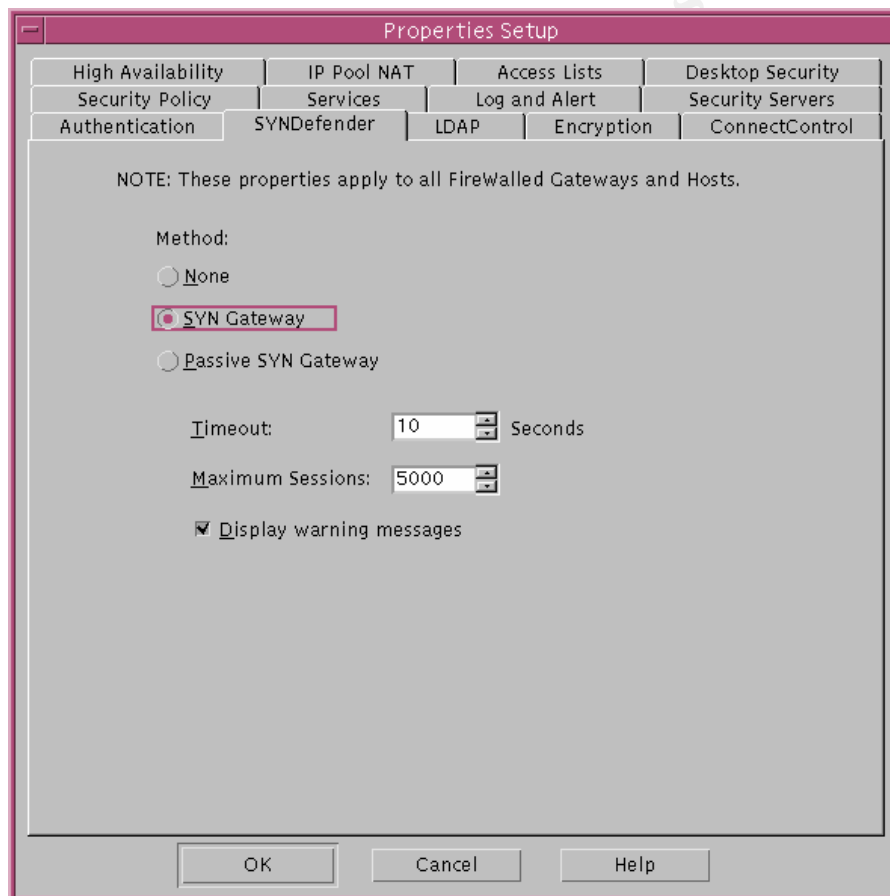 Properties Setup
High Availability IP Pool NAT Access Lists Desktop Security
Security Policy Services Log and Alert Security Servers
Authentication SYNDefender LDAP Encryption ConnectControl
NOTE: These properties apply to all FireWalled Gateways and Hosts.
Method:
None
SYN Gateway
Passive SYN Gateway
Timeout: 10 Seconds
Maximum Sessions: 5000
Display warning messages
OK Cancel Help